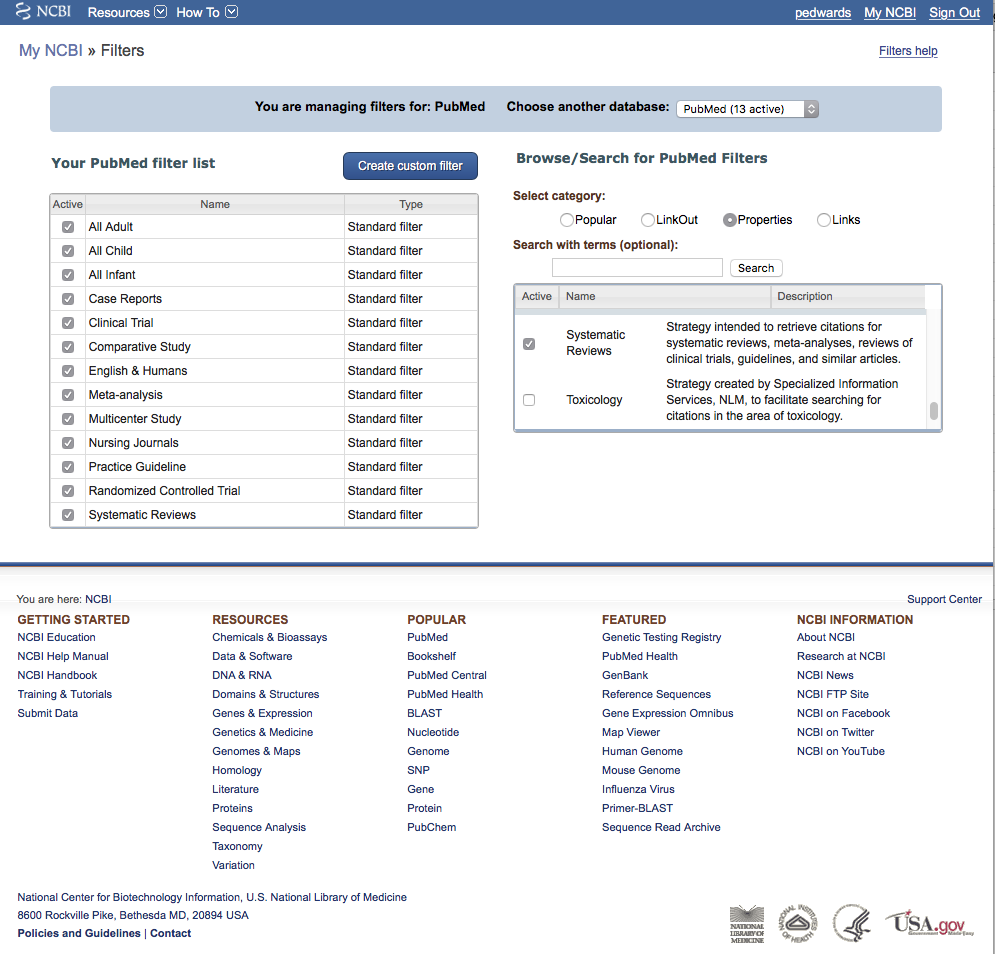 NCBI Resources How To pedwards My NCBI Sign Out
My NCBI » Filters Filters help
You are managing filters for: PubMed Choose another database: PubMed (13 active)
Your PubMed filter list
Create custom filter
Active Name Type
All Adult Standard filter
All Child Standard filter
All Infant Standard filter
Case Reports Standard filter
Clinical Trial Standard filter
Comparative Study Standard filter
English & Humans Standard filter
Meta-analysis Standard filter
Multicenter Study Standard filter
Nursing Journals Standard filter
Practice Guideline Standard filter
Randomized Controlled Trial Standard filter
Systematic Reviews Standard filter
Browse/Search for PubMed Filters
Select category:
Popular LinkOut Properties Links
Search with terms (optional):
Search
Active Name Description
Systematic Reviews
Strategy intended to retrieve citations for
systematic reviews, meta-analyses, reviews of
clinical trials, guidelines, and similar articles.
Toxicology
Strategy created by Specialized Information
Services, NLM, to facilitate searching for
citations in the area of toxicology.
You are here: NCBI Support Center
GETTING STARTED
NCBI Education
NCBI Help Manual
NCBI Handbook
Training & Tutorials
Submit Data
RESOURCES
Chemicals & Bioassays
Data & Software
DNA & RNA
Domains & Structures
Genes & Expression
Genetics & Medicine
Genomes & Maps
Homology
Literature
Proteins
Sequence Analysis
Taxonomy
Variation
POPULAR
PubMed
Bookshelf
PubMed Central
PubMed Health
BLAST
Nucleotide
Genome
SNP
Gene
Protein
PubChem
FEATURED
Genetic Testing Registry
PubMed Health
GenBank
Reference Sequences
Gene Expression Omnibus
Map Viewer
Human Genome
Mouse Genome
Influenza Virus
Primer-BLAST
Sequence Read Archive
NCBI INFORMATION
About NCBI
Research at NCBI
NCBI News
NCBI FTP Site
NCBI on Facebook
NCBI on Twitter
NCBI on YouTube
National Center for Biotechnology Information, U.S. National Library of Medicine
8600 Rockville Pike, Bethesda MD, 20894 USA
Policies and Guidelines | Contact
NATIONAL
LIBRARY OF
MEDICINE
NATIONAL INSTITUTES OF HEALTH
USA.gov
Government Made Easy